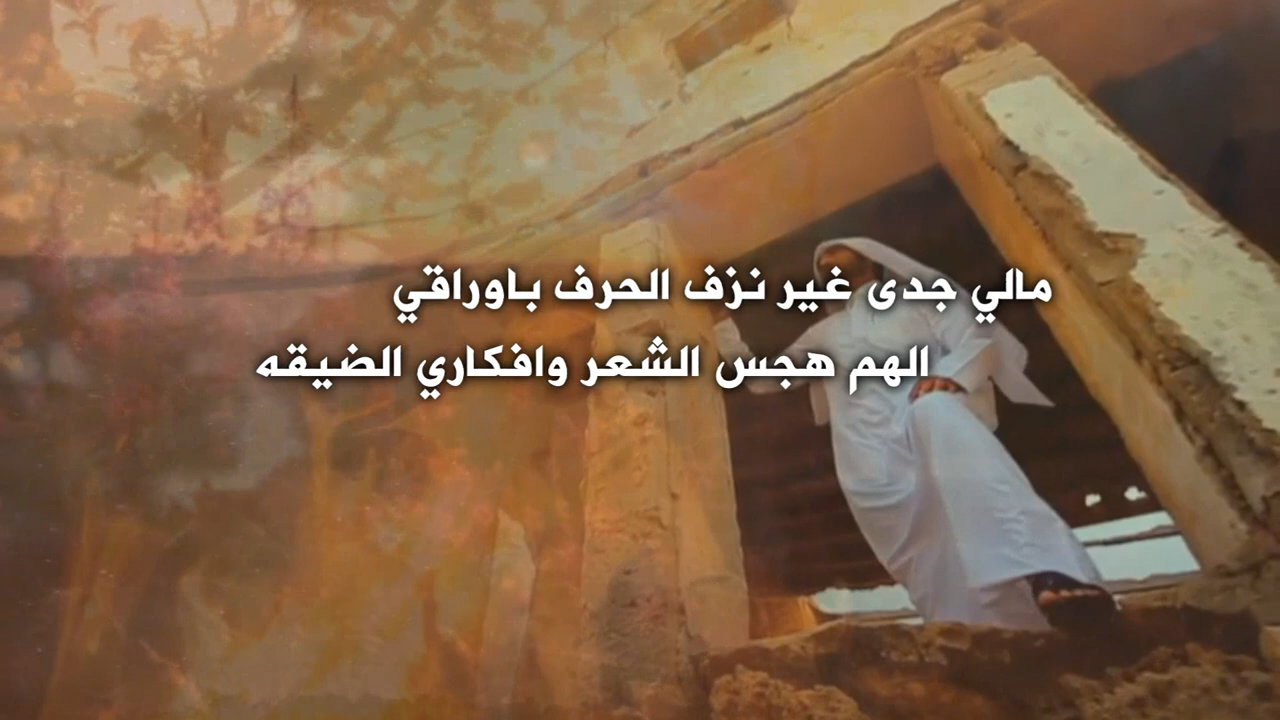 مالي جدى غير نزف الحرف باوراقي
الهم هجس الشعر وافكاري الضيقه